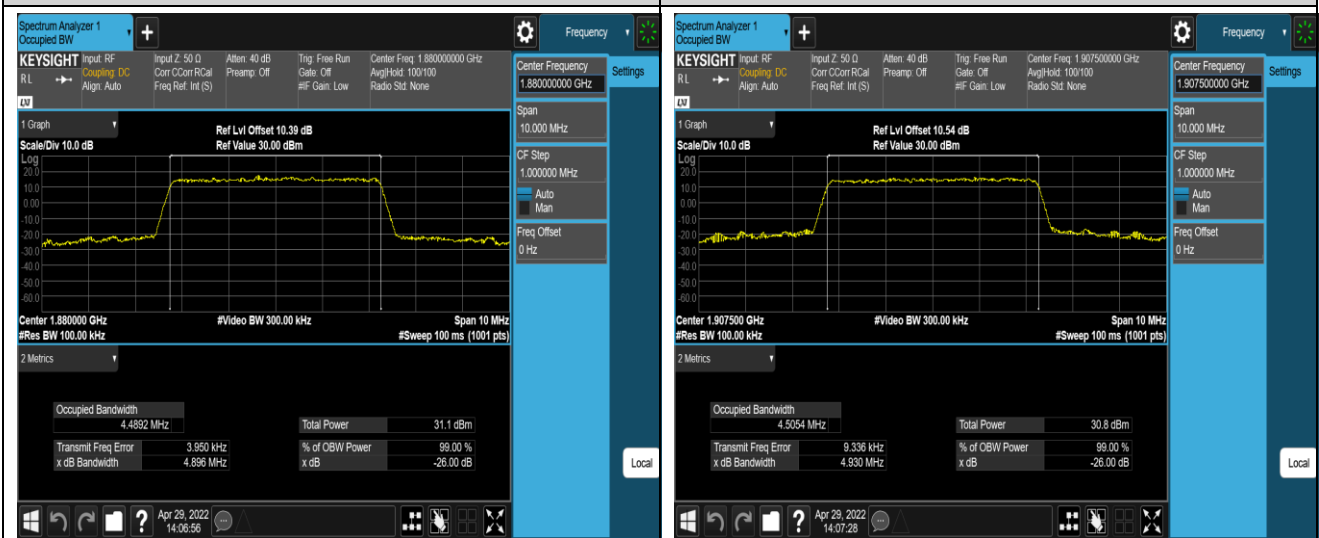 Spectrum Analyzer 1
Occupied BW
+
Frequency
KEYSIGHT Input: RF Input Z: 50 Ω Atten: 40 dB Trig: Free Run Center Freq: 1.880000000 GHz
RL Coupling: DC Corr CCorr RCal Preamp: Off Gate: Off Avg|Hold: 100/100
Align: Auto Freq Ref: Int (S) #IF Gain: Low Radio Std: None
LXI
Center Frequency
1.880000000 GHz
Settings
Span
10.000 MHz
CF Step
1.000000 MHz
Auto
Man
Freq Offset
0 Hz
1 Graph
Ref Lvl Offset 10.39 dB
Scale/Div 10.0 dB Ref Value 30.00 dBm
Log
20.0
10.0
0.00
-10.0
-20.0
-30.0
-40.0
-50.0
-60.0
Center 1.880000 GHz #Video BW 300.00 kHz Span 10 MHz
#Res BW 100.00 kHz #Sweep 100 ms (1001 pts)
2 Metrics
Occupied Bandwidth
4.4892 MHz Total Power 31.1 dBm
Transmit Freq Error 3.950 kHz % of OBW Power 99.00 %
x dB Bandwidth 4.896 MHz x dB -26.00 dB
Local
? Apr 29, 2022
14:06:56
Spectrum Analyzer 1
Occupied BW
+
Frequency
KEYSIGHT Input: RF Input Z: 50 Ω Atten: 40 dB Trig: Free Run Center Freq: 1.907500000 GHz
RL Coupling: DC Corr CCorr RCal Preamp: Off Gate: Off Avg|Hold: 100/100
Align: Auto Freq Ref: Int (S) #IF Gain: Low Radio Std: None
LXI
Center Frequency
1.907500000 GHz
Settings
Span
10.000 MHz
CF Step
1.000000 MHz
Auto
Man
Freq Offset
0 Hz
1 Graph
Ref Lvl Offset 10.54 dB
Scale/Div 10.0 dB Ref Value 30.00 dBm
Log
20.0
10.0
0.00
-10.0
-20.0
-30.0
-40.0
-50.0
-60.0
Center 1.907500 GHz #Video BW 300.00 kHz Span 10 MHz
#Res BW 100.00 kHz #Sweep 100 ms (1001 pts)
2 Metrics
Occupied Bandwidth
4.5054 MHz Total Power 30.8 dBm
Transmit Freq Error 9.336 kHz % of OBW Power 99.00 %
x dB Bandwidth 4.930 MHz x dB -26.00 dB
Local
? Apr 29, 2022
14:07:28